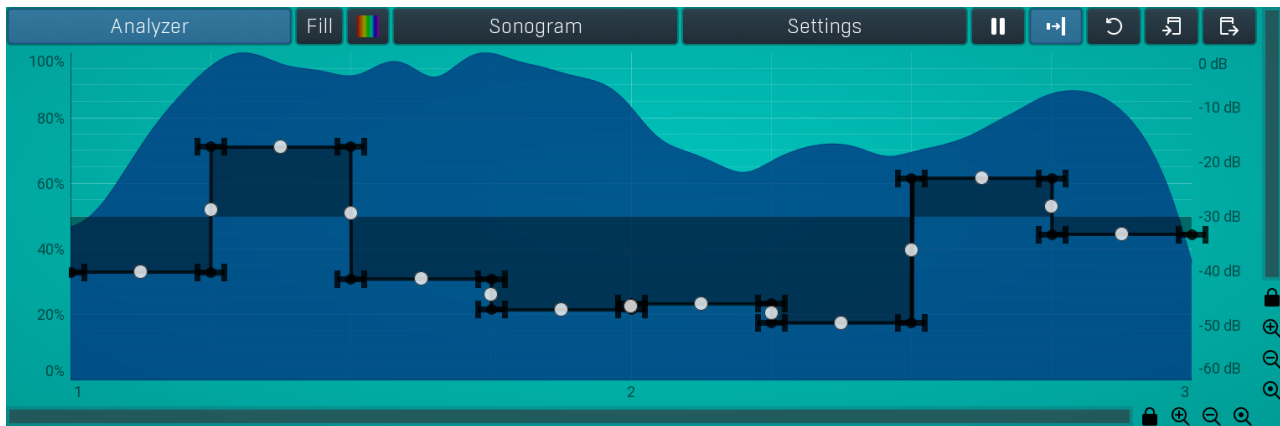 Analyzer Fill Sonogram Settings
100% 0 dB
-10 dB
80%
-20 dB
60%
-30 dB
40%
-40 dB
20%
-50 dB
0% -60 dB
1 2 3